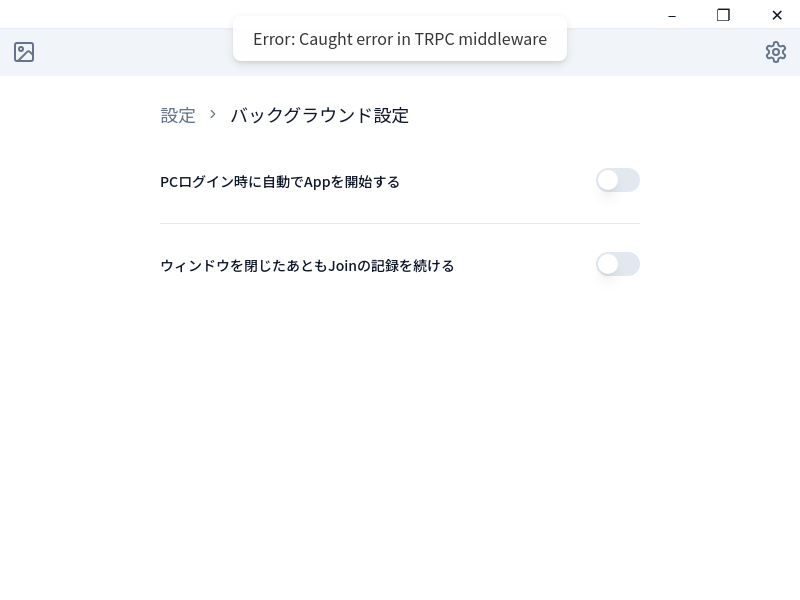 Error: Caught error in TRPC middleware
設定 > バックグラウンド設定
PCログイン時に自動でAppを開始する
ウィンドウを閉じたあともJoinの記録を続ける